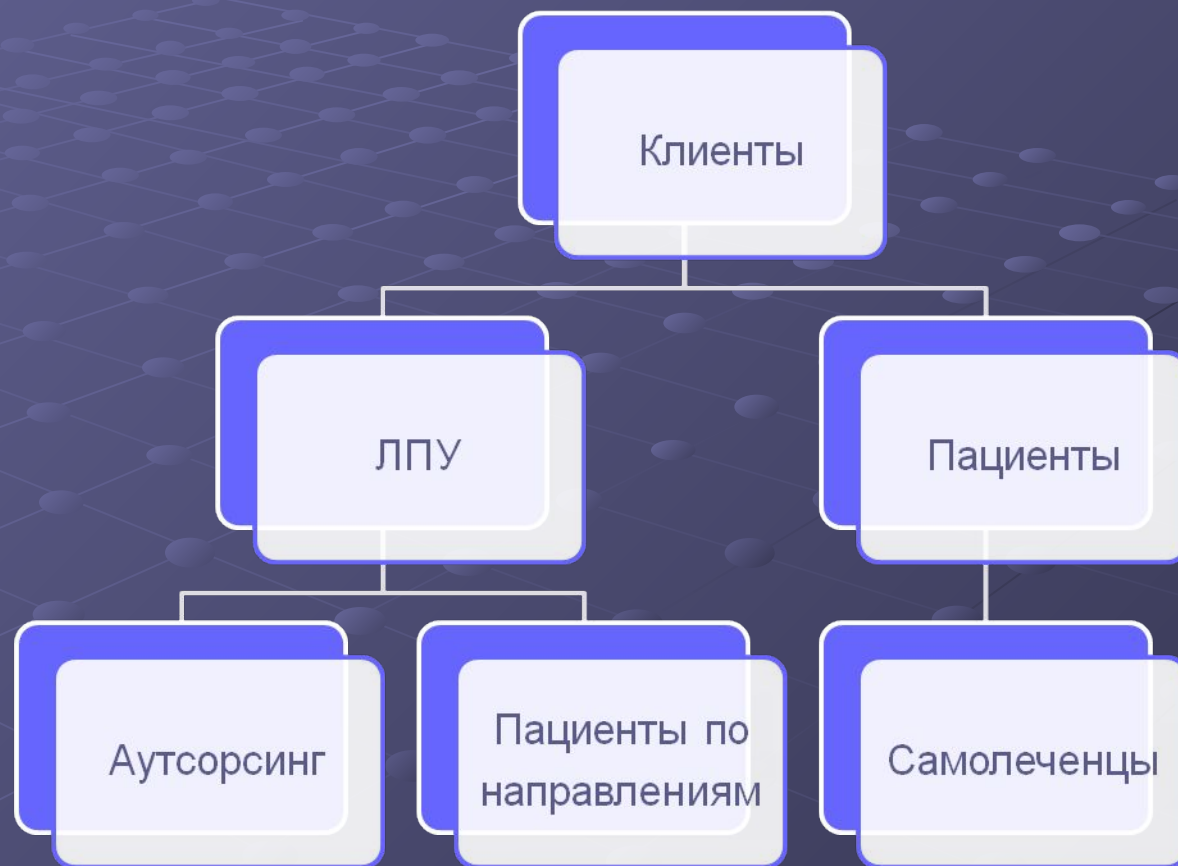 Клиенты
ЛПУ
Пациенты
Аутсорсинг
Пациенты по
направлениям
Самолеченцы